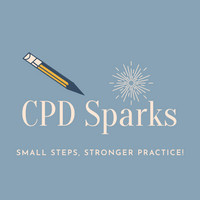 CPD Sparks
SMALL STEPS, STRONGER PRACTICE!